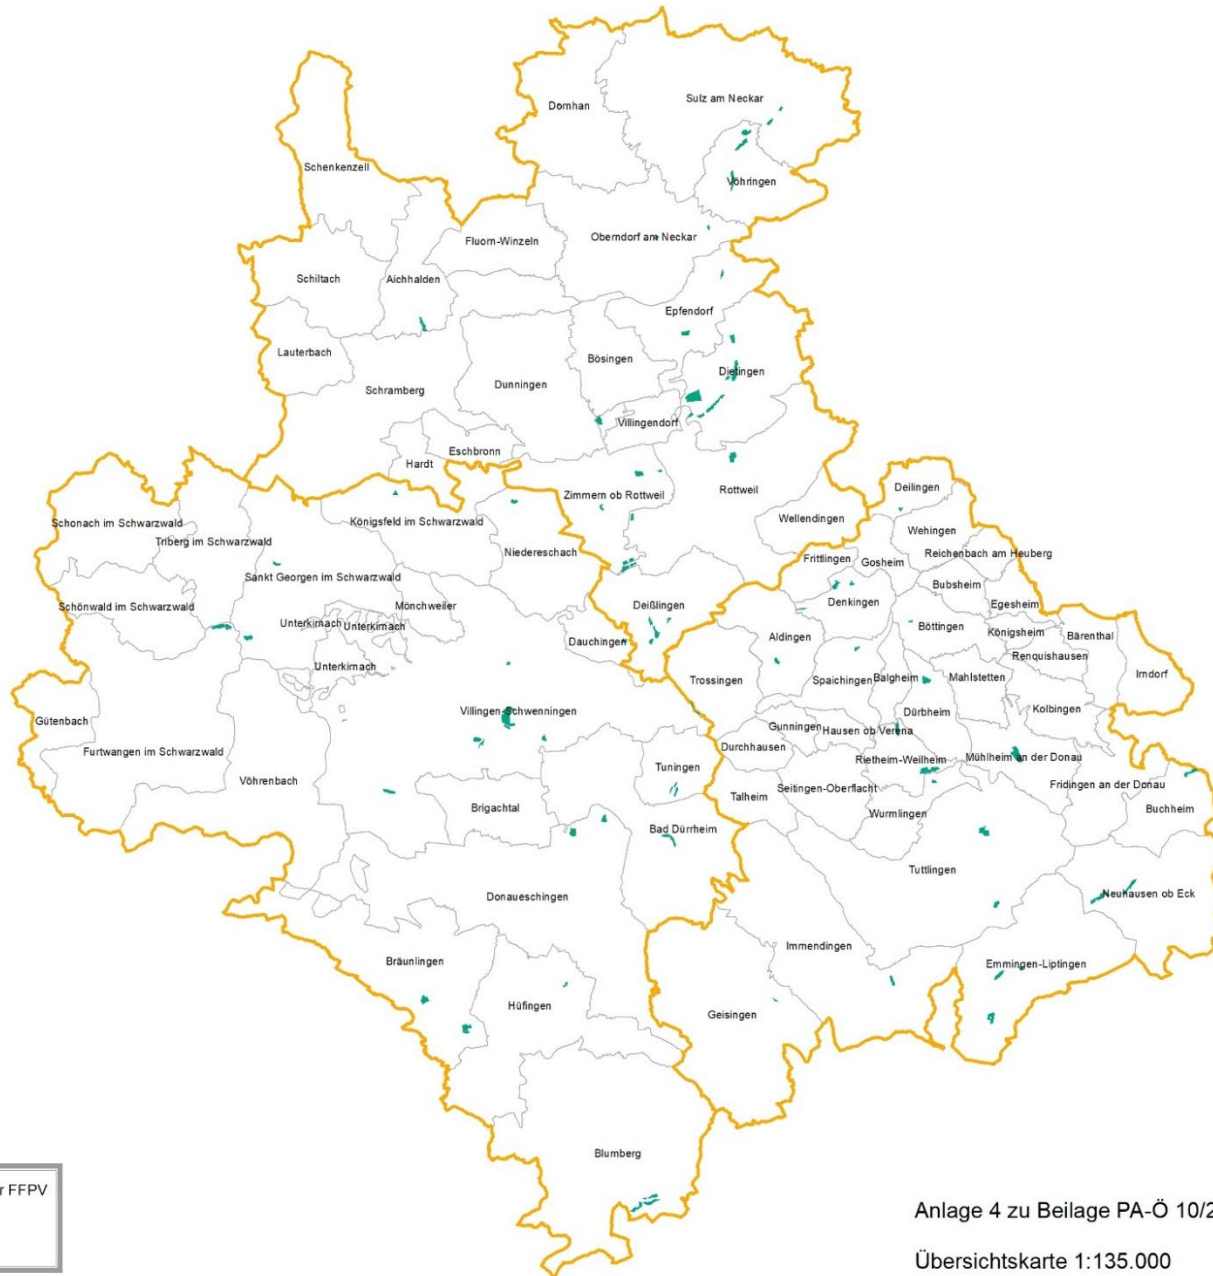 Dornhan
Sulz am Neckar
Schenkenzell
Vöhringen
Fluorn-Winzeln
Oberndorf am Neckar
Schiltach
Aichhalden
Epfendorf
Lauterbach
Bösingen
Dietingen
Schramberg
Dunningen
Villingendorf
Eschbronn
Hardt
Zimmern ob Rottweil
Rottweil
Deilingen
Schonach im Schwarzwald
Königsfeld im Schwarzwald
Wellendingen
Wehingen
Triberg im Schwarzwald
Niedereschach
Reichenbach am Heuberg
Frittlingen
Gosheim
Sankt Georgen im Schwarzwald
Bubsheim
Schönwald im Schwarzwald
Mönchweiler
Deißlingen
Denkingen
Egesheim
Unterkirnach
Unterkirnach
Böttingen
Königsheim
Bärenthal
Dauchingen
Aldingen
Renquishausen
Unterkirnach
Trossingen
Spaichingen
Balgheim
Mahlstetten
Irndorf
Villingen-Schwenningen
Dürbheim
Kolbingen
Gütenbach
Gunningen
Hausen ob Verena
Furtwangen im Schwarzwald
Durchhausen
Rietheim-Weilheim
Mühlheim an der Donau
Vöhrenbach
Tuningen
Seitingen-Oberflacht
Fridingen an der Donau
Talheim
Brigachtal
Wurmlingen
Buchheim
Bad Dürrheim
Tuttlingen
Donaueschingen
Neuhausen ob Eck
Immendingen
Bräunlingen
Emmingen-Liptingen
Hüfingen
Geisingen
Blumberg
r FFPV
Anlage 4 zu Beilage PA-Ö 10/2
Übersichtskarte 1:135.000